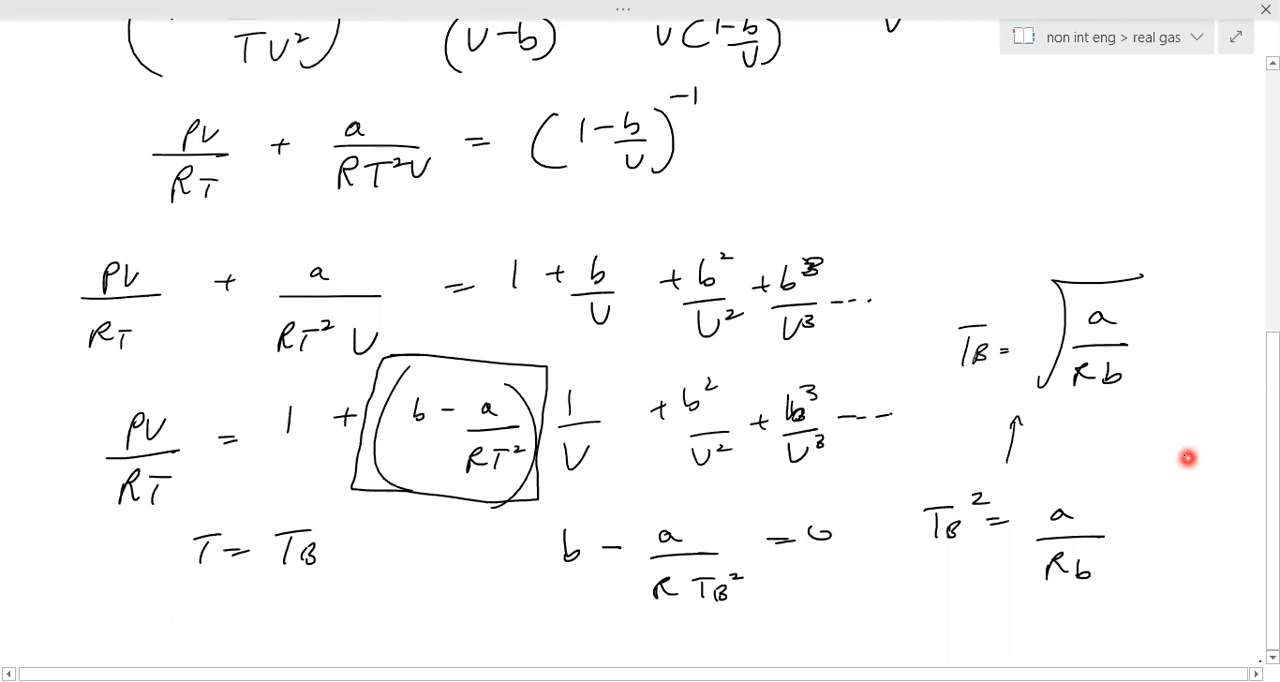 ...
non int eng > real gas
( TV² ) (V-b) V(1-b/V) V
PV/RT + a/RT²V = (1-b/V)⁻¹
PV/RT + a/RT²V = 1 + b/V + b²/V² + b³/V³ ---
TB = √(a/Rb)
PV/RT = 1 + (b - a/RT²) 1/V + b²/V² + b³/V³ ---
↑
T = TB b - a/R TB² = 0 TB² = a/Rb